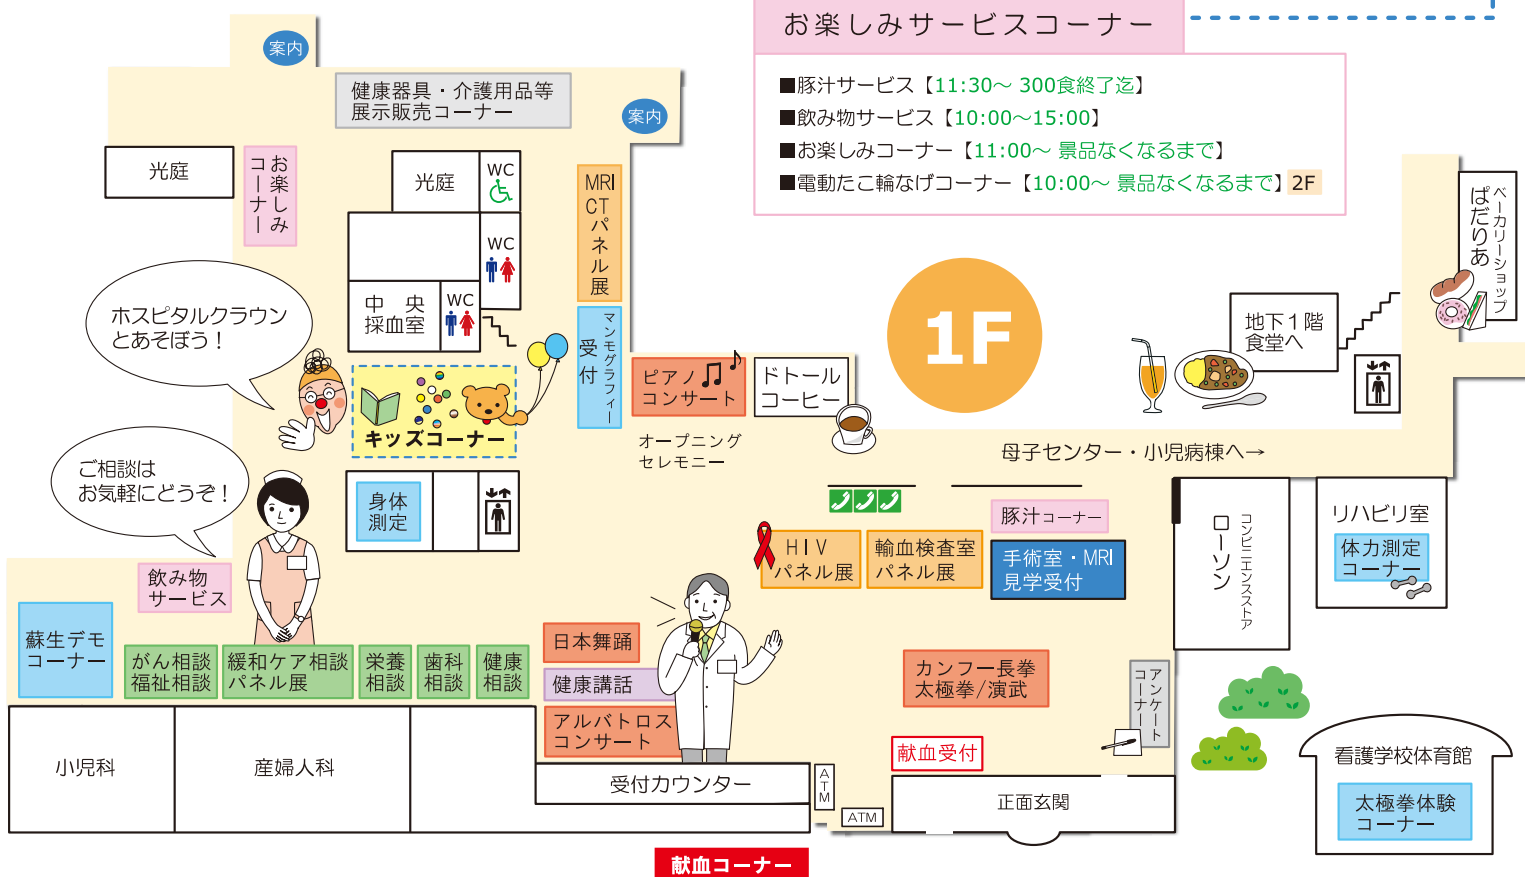 お楽しみサービスコーナー
■豚汁サービス【11:30～ 300食終了迄】
■飲み物サービス【10:00～15:00】
■お楽しみコーナー【11:00～ 景品なくなるまで】
■電動たこ輪なげコーナー【10:00～ 景品なくなるまで】2F
案内
健康器具・介護用品等
展示販売コーナー
案内
光庭
お楽しみ
コーナー
光庭
WC
WC
中　央
採血室
WC
MRI
CTパネル展
マンモグラフィー
受付
ホスピタルクラウン
とあそぼう！
キッズコーナー
ピアノ
コンサート
ドトール
コーヒー
オープニング
セレモニー
1F
地下1階
食堂へ
ベーカリーショップ
ぱだりあ
母子センター・小児病棟へ→
ご相談は
お気軽にどうぞ！
身体
測定
飲み物
サービス
蘇生デモ
コーナー
がん相談
福祉相談
緩和ケア相談
パネル展
栄養
相談
歯科
相談
健康
相談
日本舞踊
健康講話
アルバトロス
コンサート
HIV
パネル展
輸血検査室
パネル展
豚汁コーナー
手術室・MRI
見学受付
コンビニエンスストア
ローソン
リハビリ室
体力測定
コーナー
カンフー長拳
太極拳/演武
アンケート
コーナー
献血受付
小児科
産婦人科
受付カウンター
ATM
ATM
正面玄関
看護学校体育館
太極拳体験
コーナー
献血コーナー